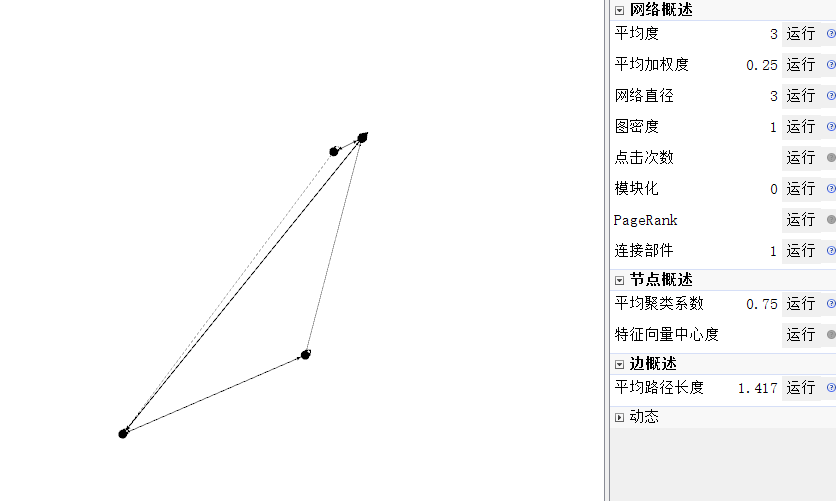 网络概述
平均度 3 运行
平均加权度 0.25 运行
网络直径 3 运行
图密度 1 运行
点击次数 运行
模块化 0 运行
PageRank 运行
连接部件 1 运行
节点概述
平均聚类系数 0.75 运行
特征向量中心度 运行
边概述
平均路径长度 1.417 运行
动态